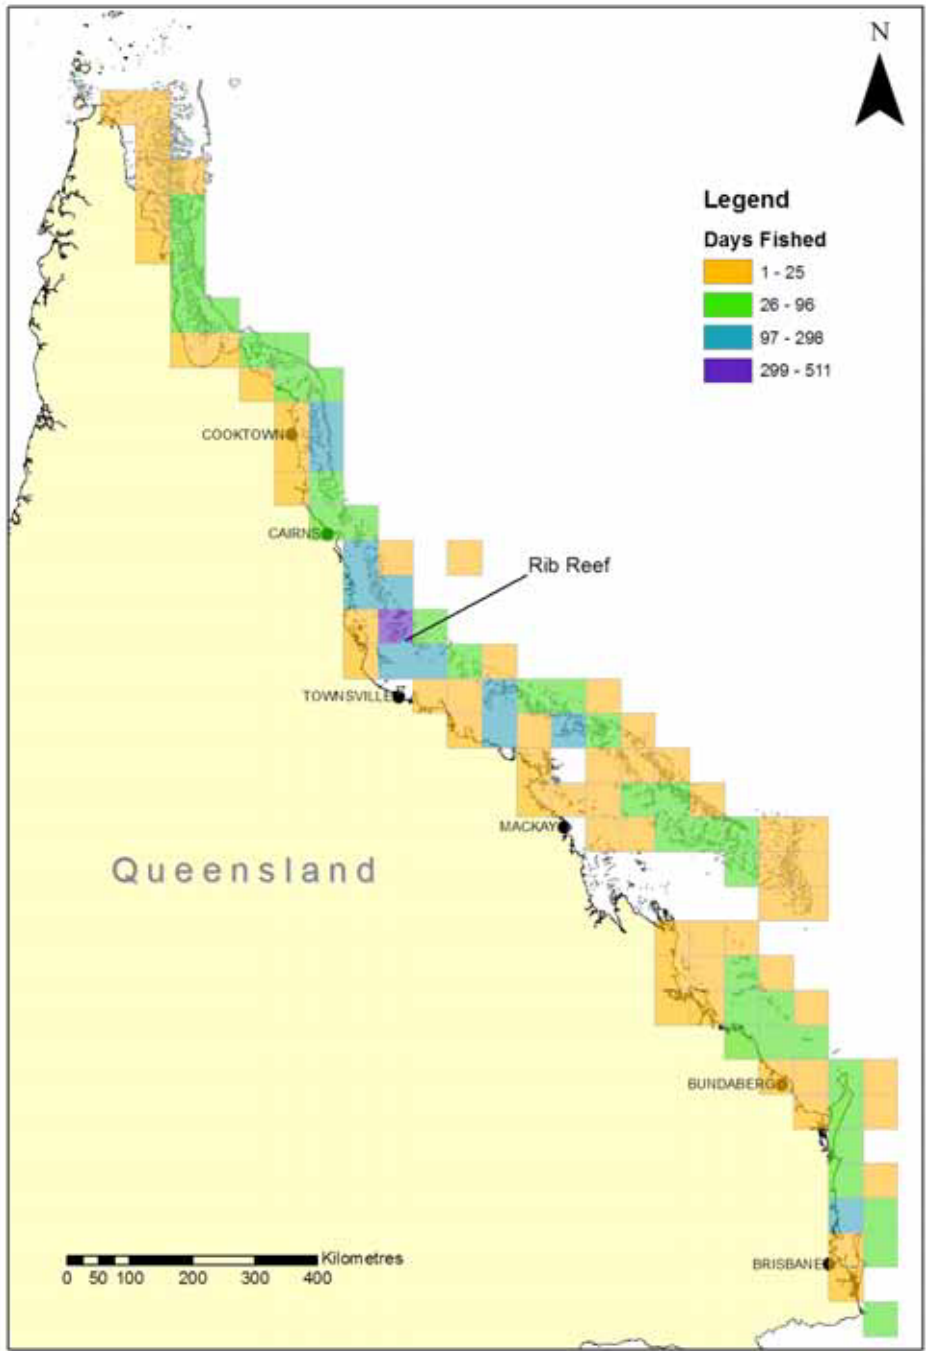 N
Legend
Days Fished
1 - 25
26 - 96
97 - 298
299 - 511
COOKTOWN
CAIRNS
Rib Reef
TOWNSVILLE
MACKAY
Queensland
BUNDABERG
BRISBANE
Kilometres
0 50 100 200 300 400